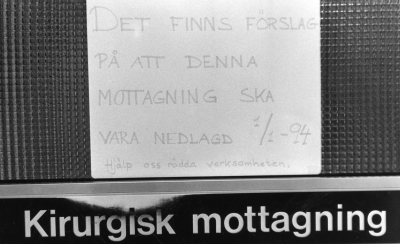 DET FINNS FÖRSLAG
PÅ ATT DENNA
MOTTAGNING SKA
VARA NEDLAGD 1/1-94
Hjälp oss rädda verksamheten.
Kirurgisk mottagning